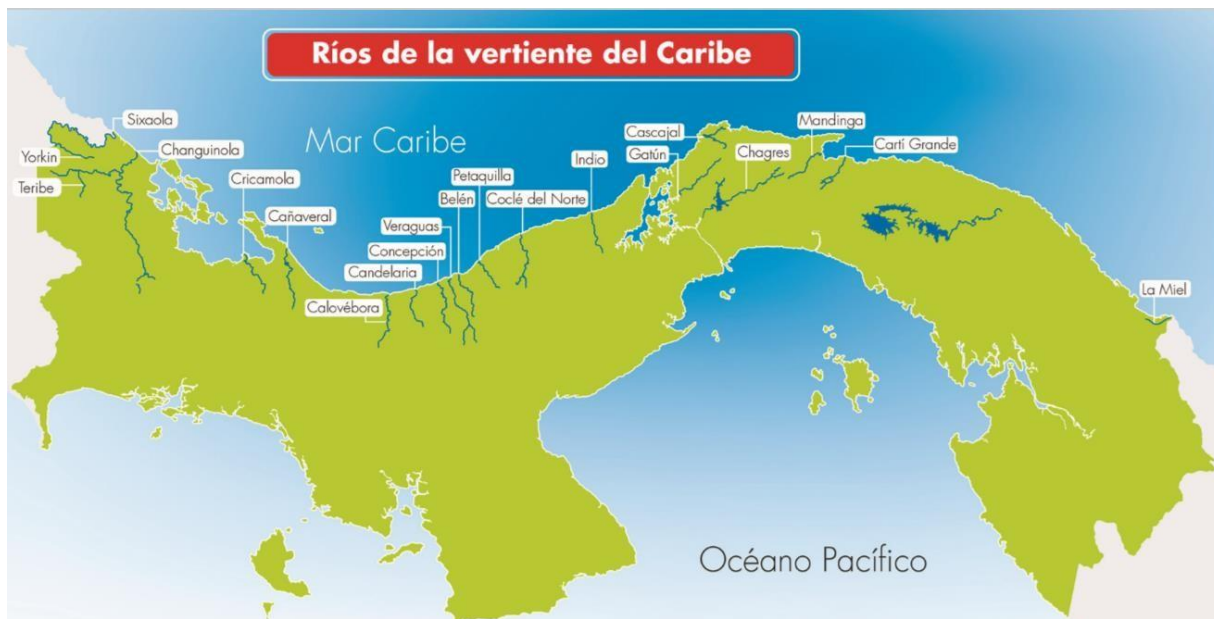 Ríos de la vertiente del Caribe
Mar Caribe
Sixaola
Yorkin
Changuinola
Teribe
Cricamola
Cañaveral
Petaquilla
Belén
Coclé del Norte
Veraguas
Concepción
Candelaria
Calovébora
Indio
Cascajal
Gatún
Chagres
Mandinga
Cartí Grande
La Miel
Océano Pacífico